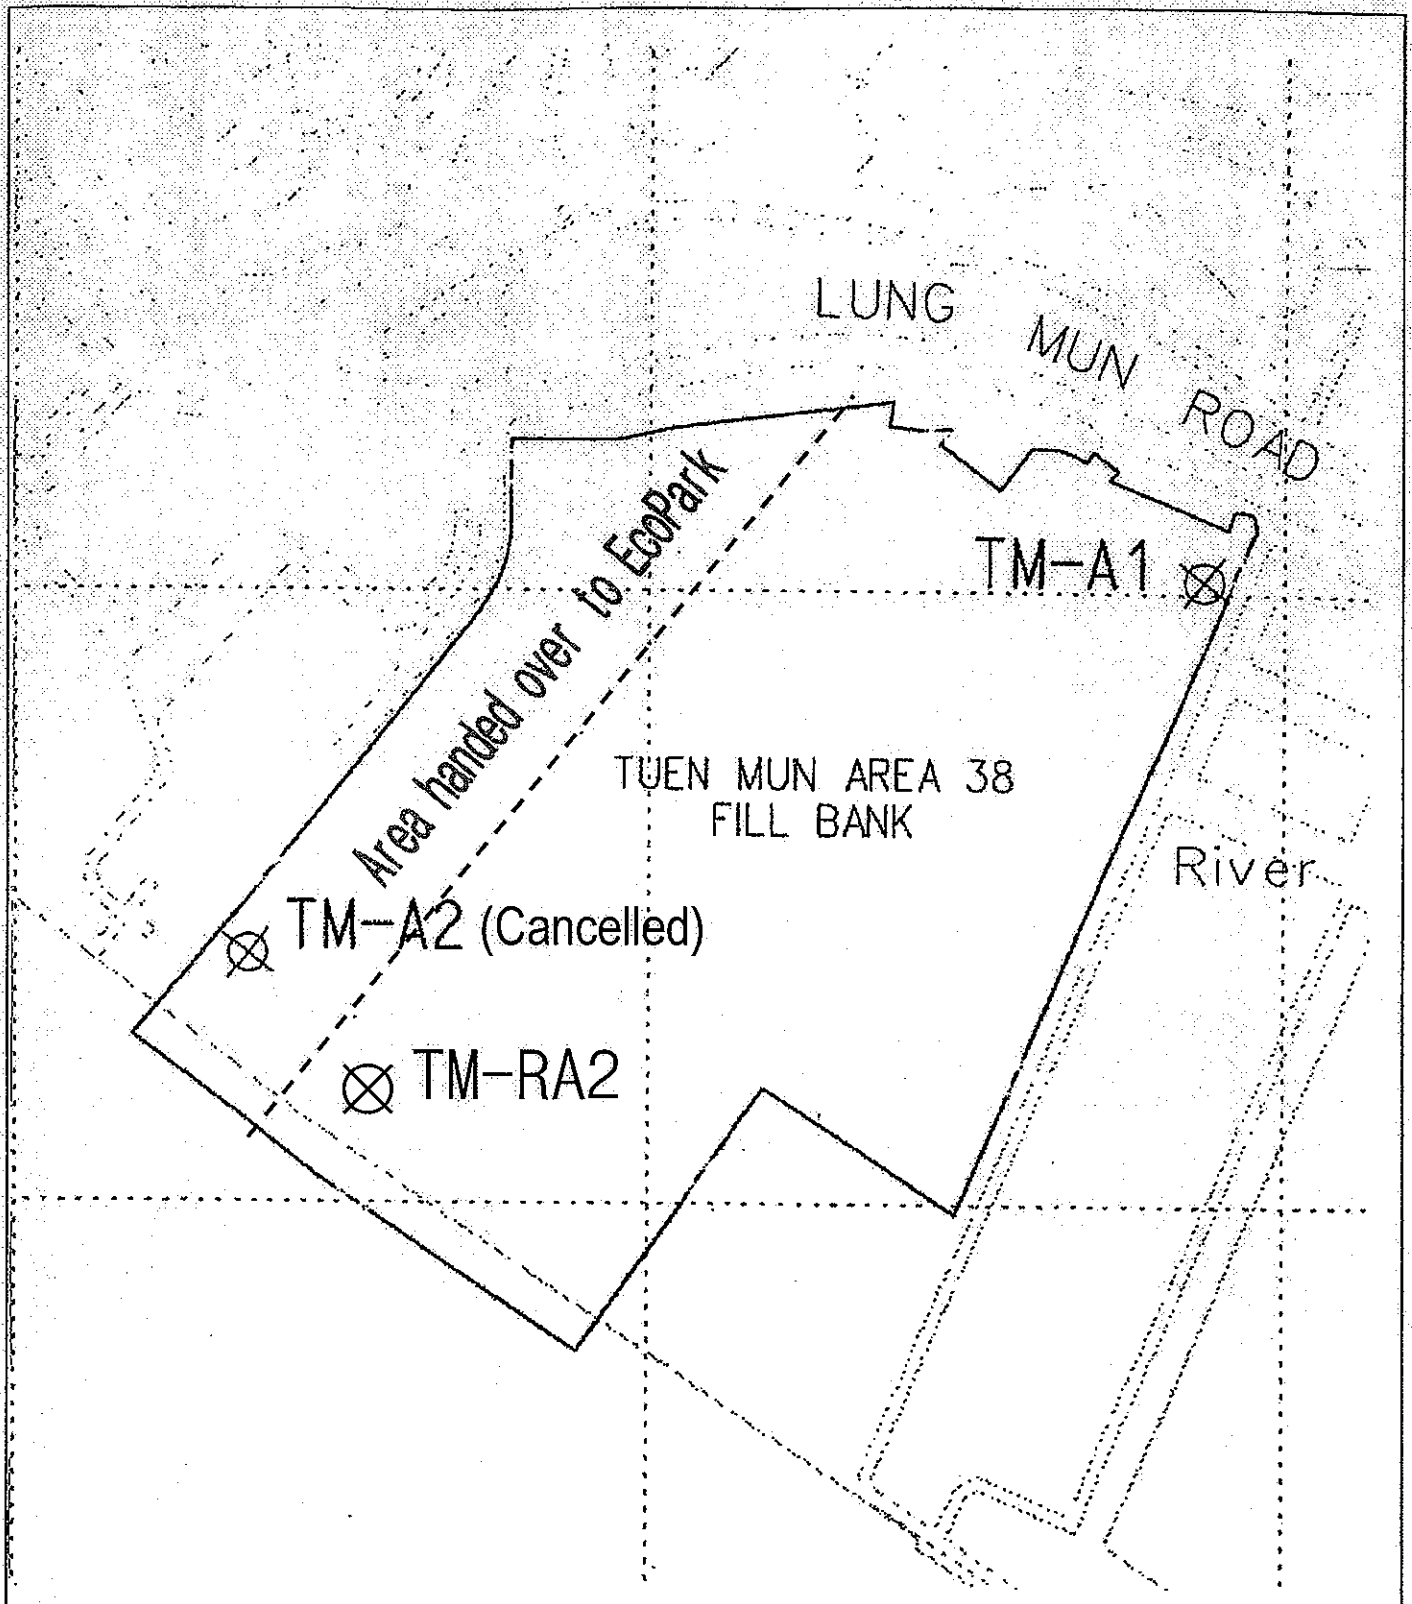 LUNG MUN ROAD
Area handed over to EcoPark
TM-A1
TUEN MUN AREA 38
FILL BANK
River
TM-A2 (Cancelled)
TM-RA2